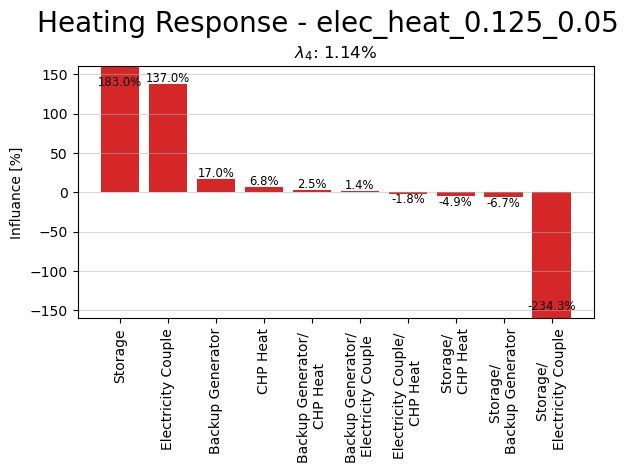 Heating Response - elec_heat_0.125_0.05
λ₄: 1.14%
Influance [%]
150
100
50
0
−50
−100
−150
183.0%
137.0%
17.0%
6.8%
2.5%
1.4%
-1.8%
-4.9%
-6.7%
-234.3%
Storage
Electricity Couple
Backup Generator
CHP Heat
Backup Generator/
CHP Heat
Backup Generator/
Electricity Couple
Electricity Couple/
CHP Heat
Storage/
CHP Heat
Storage/
Backup Generator
Storage/
Electricity Couple